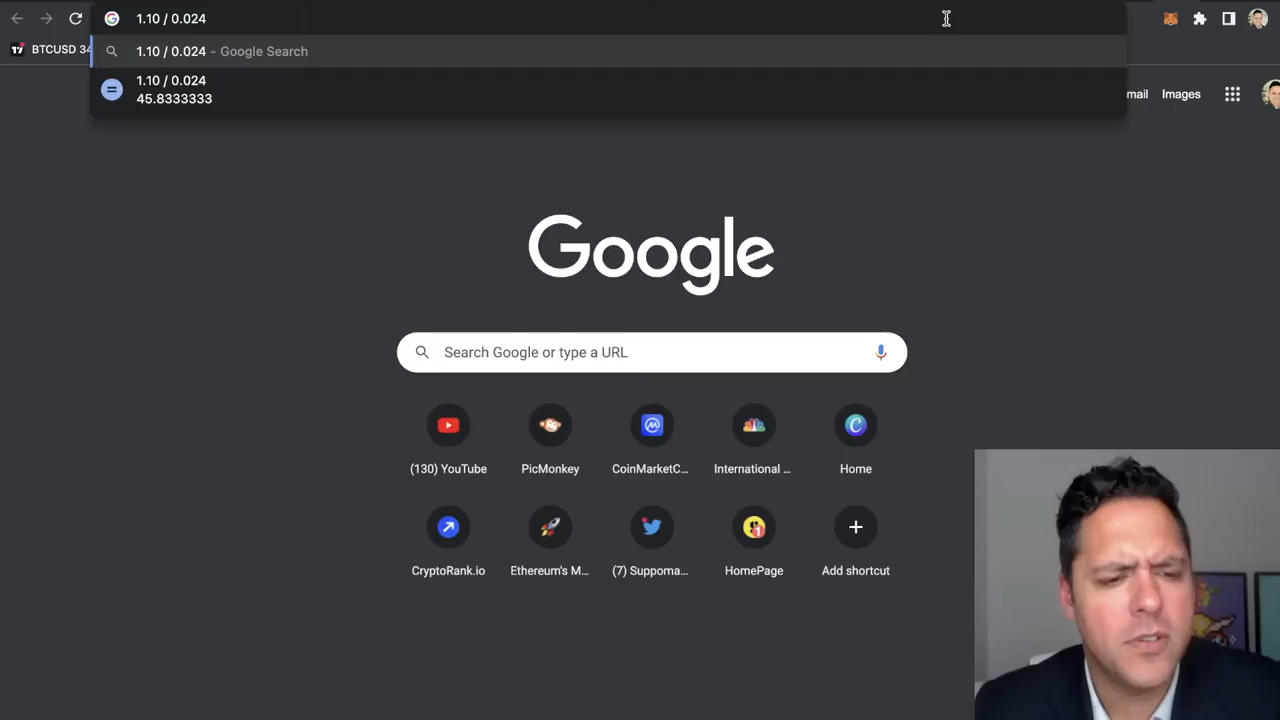 1.10 / 0.024
BTCUSD 34
1.10 / 0.024 - Google Search
1.10 / 0.024
45.8333333
mail Images
Google
Search Google or type a URL
(130) YouTube
PicMonkey
CoinMarketC...
International ...
Home
CryptoRank.io
Ethereum's M...
(7) Suppoma...
HomePage
Add shortcut
1